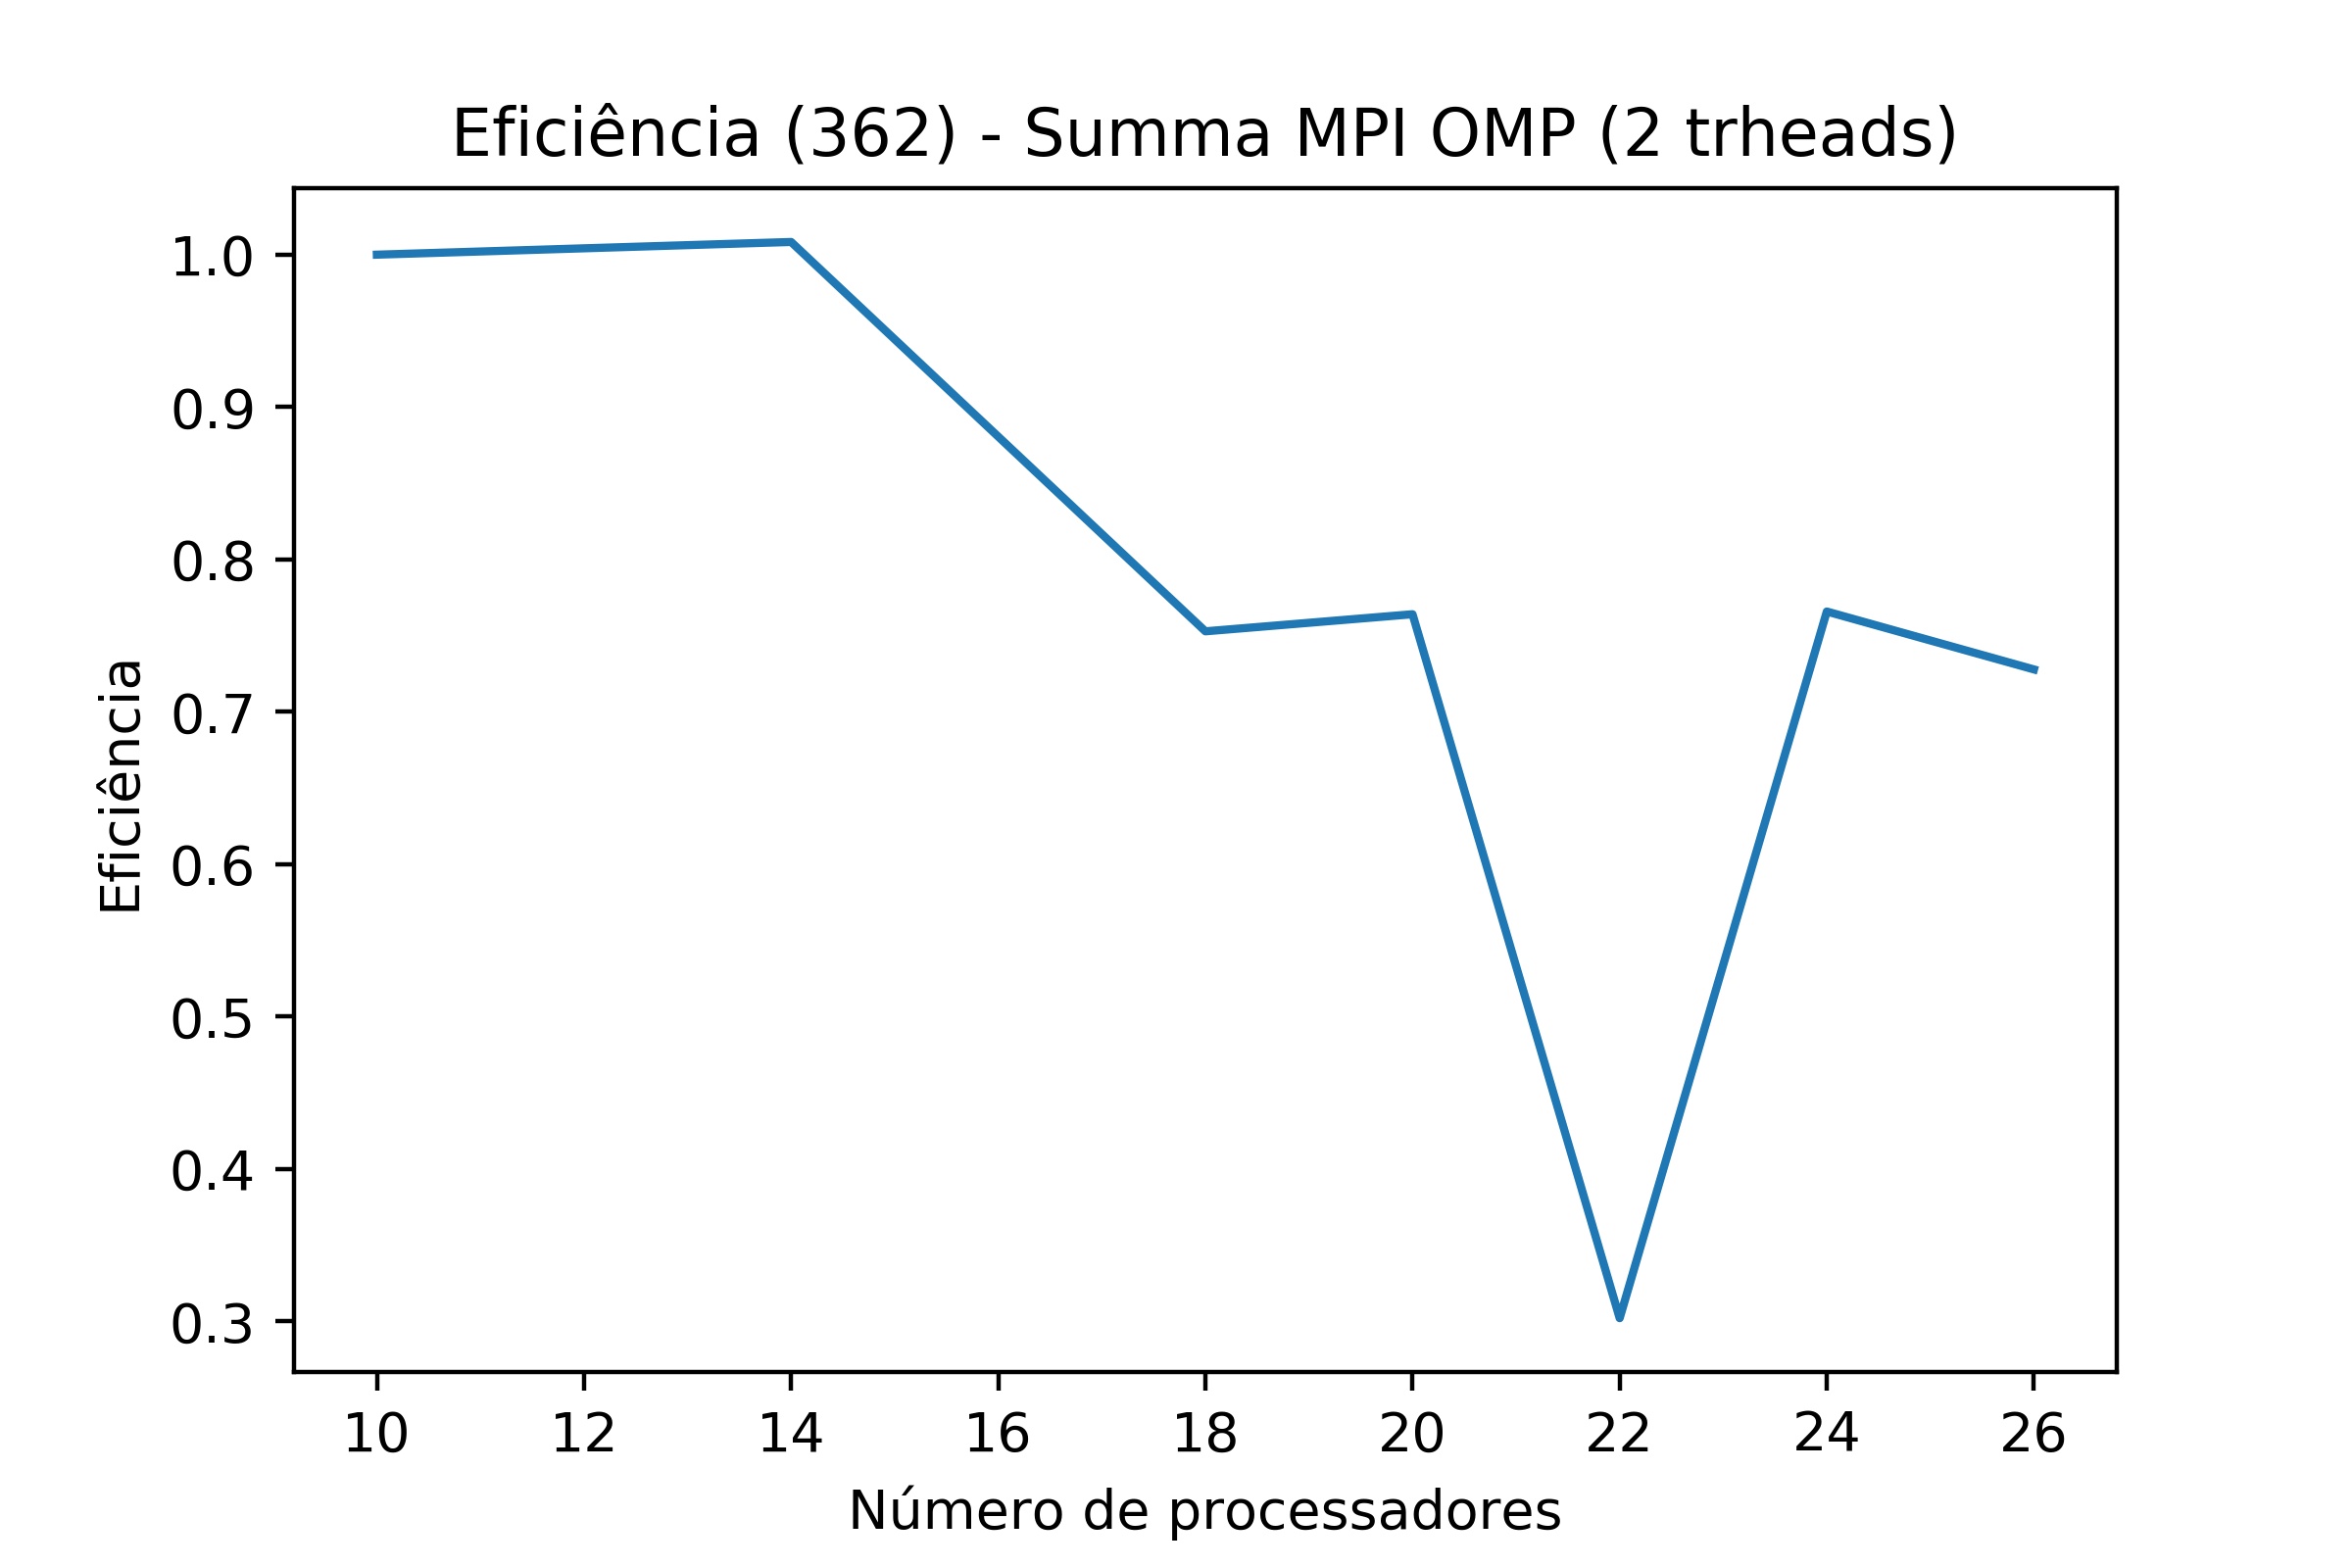 Eficiência (362) - Summa MPI OMP (2 trheads)
1.0
0.9
0.8
0.7
0.6
0.5
0.4
0.3
Eficiência
10 12 14 16 18 20 22 24 26
Número de processadores